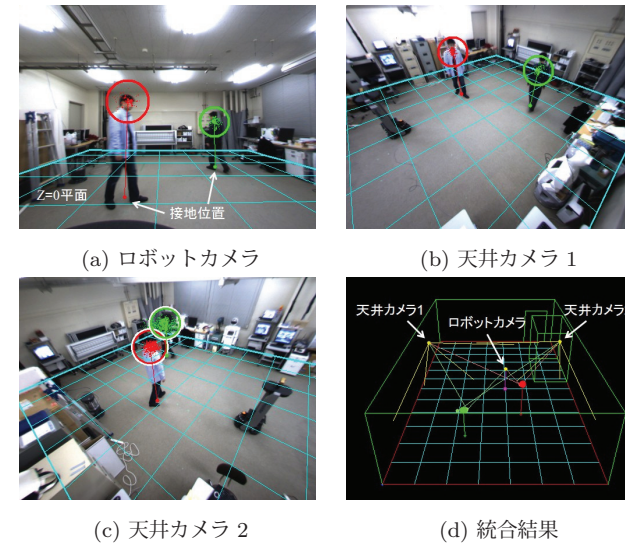 Z=0平面
接地位置
(a) ロボットカメラ
(b) 天井カメラ 1
天井カメラ1
ロボットカメラ
天井カメラ
(c) 天井カメラ 2
(d) 統合結果